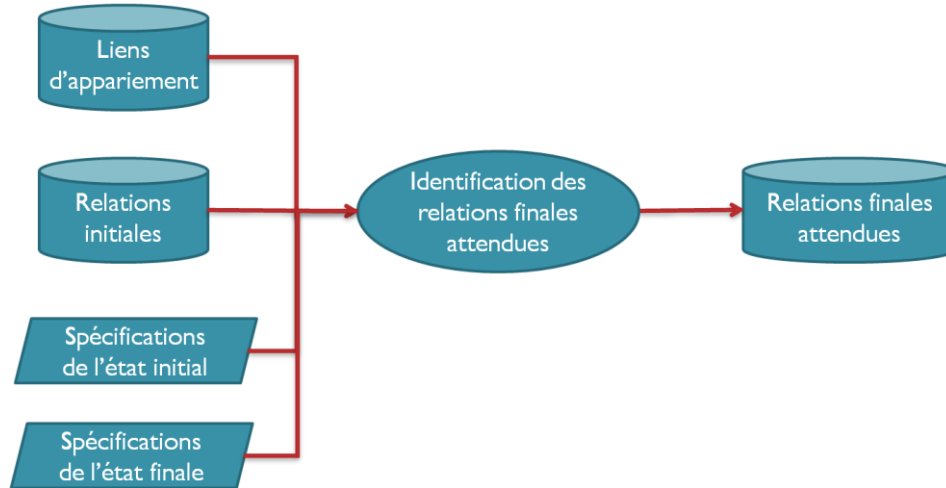 Liens
d'appariement
Relations
initiales
Identification des
relations finales
attendues
Relations finales
attendues
Spécifications
de l'état initial
Spécifications
de l'état finale